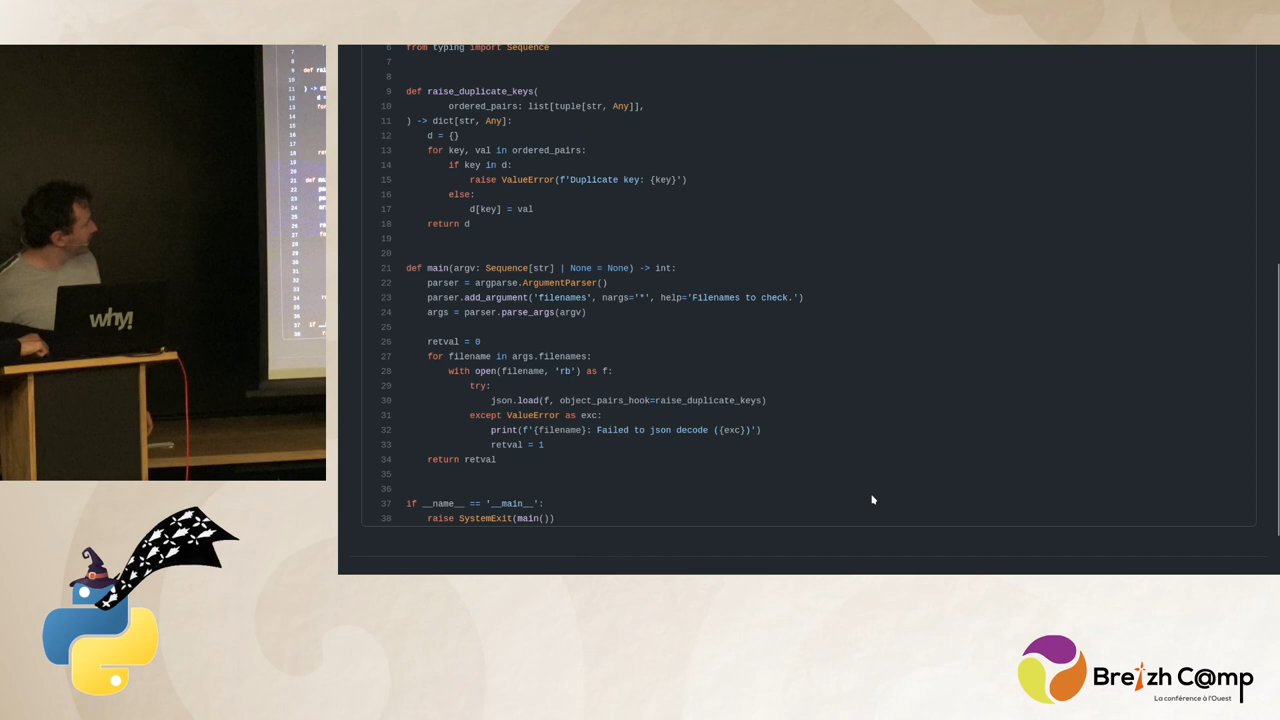 6 from typing import Sequence
7
8
9 def raise_duplicate_keys(
10 ordered_pairs: list[tuple[str, Any]],
11 ) -> dict[str, Any]:
12 d = {}
13 for key, val in ordered_pairs:
14 if key in d:
15 raise ValueError(f'Duplicate key: {key}')
16 else:
17 d[key] = val
18 return d
19
20
21 def main(argv: Sequence[str] | None = None) -> int:
22 parser = argparse.ArgumentParser()
23 parser.add_argument('filenames', nargs='*', help='Filenames to check.')
24 args = parser.parse_args(argv)
25
26 retval = 0
27 for filename in args.filenames:
28 with open(filename, 'rb') as f:
29 try:
30 json.load(f, object_pairs_hook=raise_duplicate_keys)
31 except ValueError as exc:
32 print(f'{filename}: Failed to json decode ({exc})')
33 retval = 1
34 return retval
35
36
37 if __name__ == '__main__':
38 raise SystemExit(main())
why!
Breizh C@mp
La conférence à l'Ouest